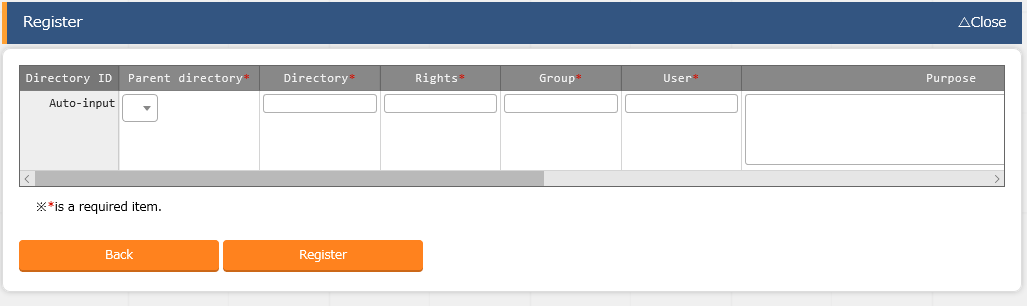 Register △Close
Directory ID Parent directory* Directory* Rights* Group* User* Purpose
Auto-input
※*is a required item.
Back Register